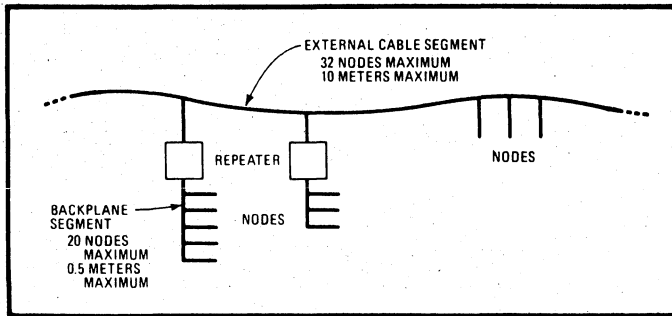 EXTERNAL CABLE SEGMENT
32 NODES MAXIMUM
10 METERS MAXIMUM
REPEATER
NODES
BACKPLANE
SEGMENT
20 NODES
MAXIMUM
0.5 METERS
MAXIMUM
NODES